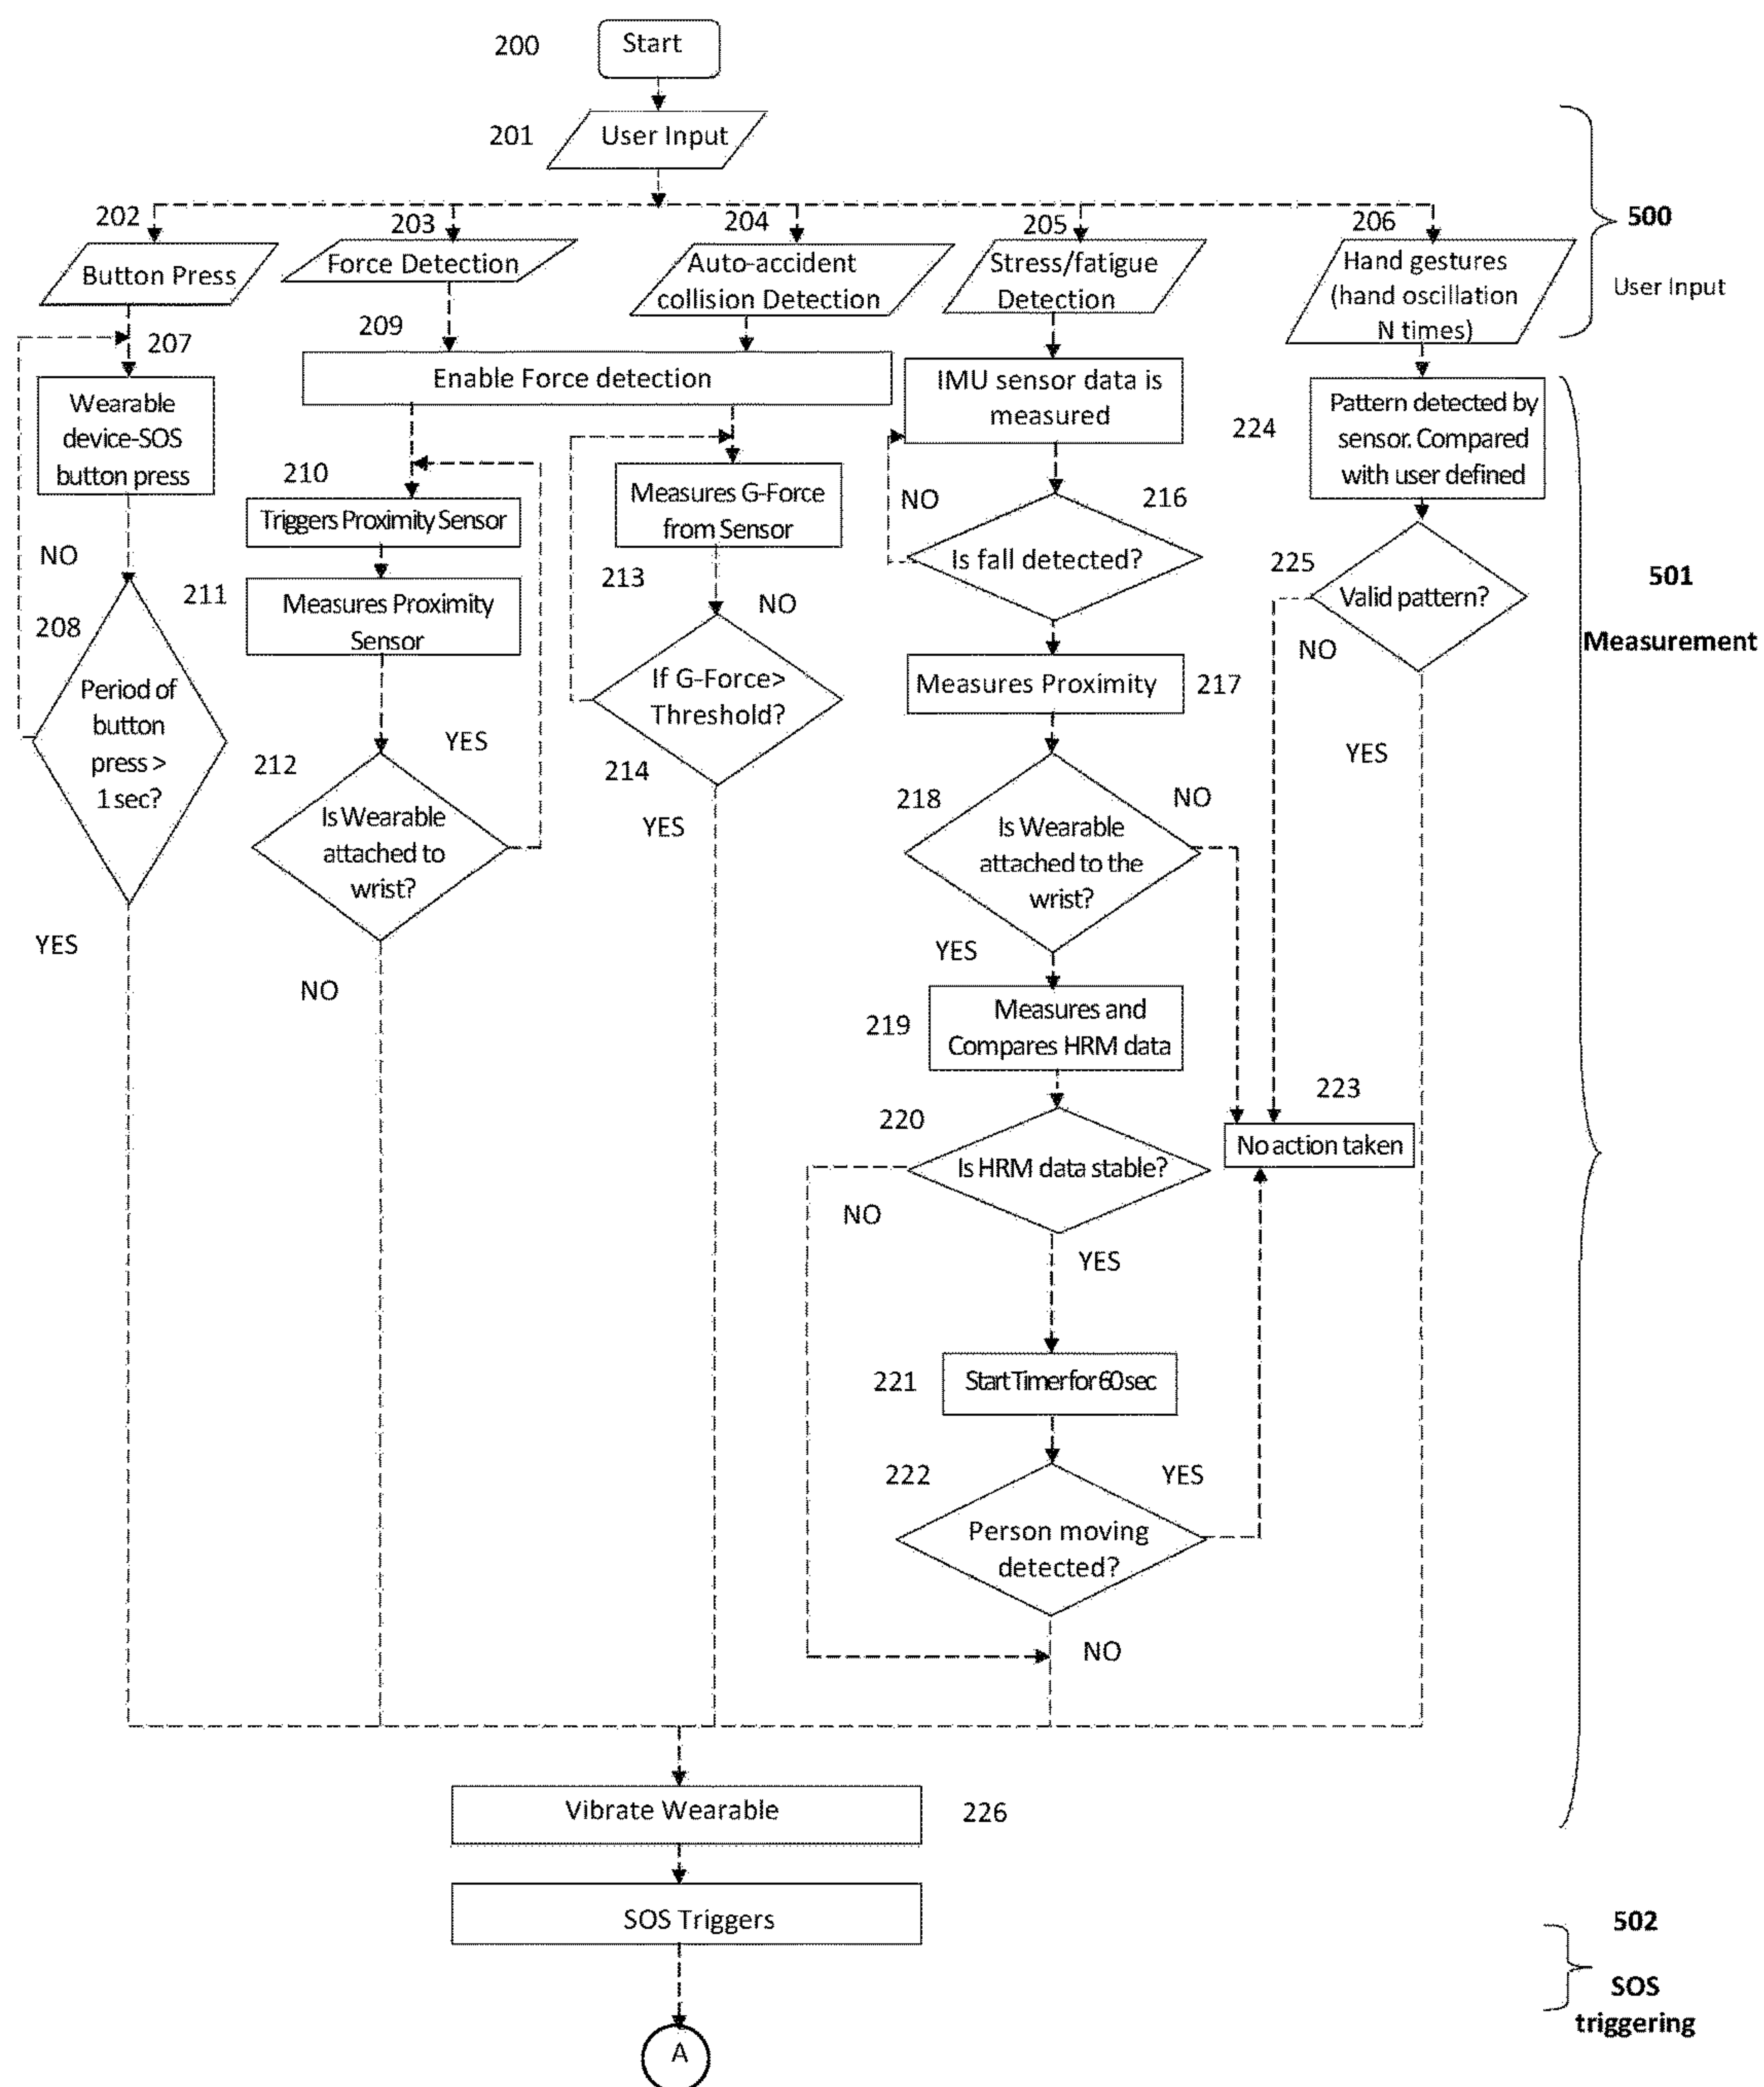 200
Start
201
User Input
202
203
204
205
206
500
User Input
Button Press
Force Detection
Auto-accident
collision Detection
Stress/fatigue
Detection
Hand gestures
(hand oscillation
N times)
207
209
Wearable
device-SOS
button press
Enable Force detection
IMU sensor data is
measured
224
Pattern detected by
sensor. Compared
with user defined
210
Triggers Proximity Sensor
Measures G-Force
from Sensor
NO
216
Is fall detected?
NO
211
Measures Proximity
Sensor
213
NO
225
Valid pattern?
NO
501
Measurement
208
Period of
button
press >
1 sec?
If G-Force>
Threshold?
Measures Proximity
217
YES
212
YES
214
Is Wearable
attached to
wrist?
YES
218
NO
Is Wearable
attached to the
wrist?
YES
NO
YES
219
Measures and
Compares HRM data
223
No action taken
220
Is HRM data stable?
NO
YES
221
Start Timer for 60 sec
222
YES
Person moving
detected?
NO
Vibrate Wearable
226
SOS Triggers
502
SOS
triggering
A